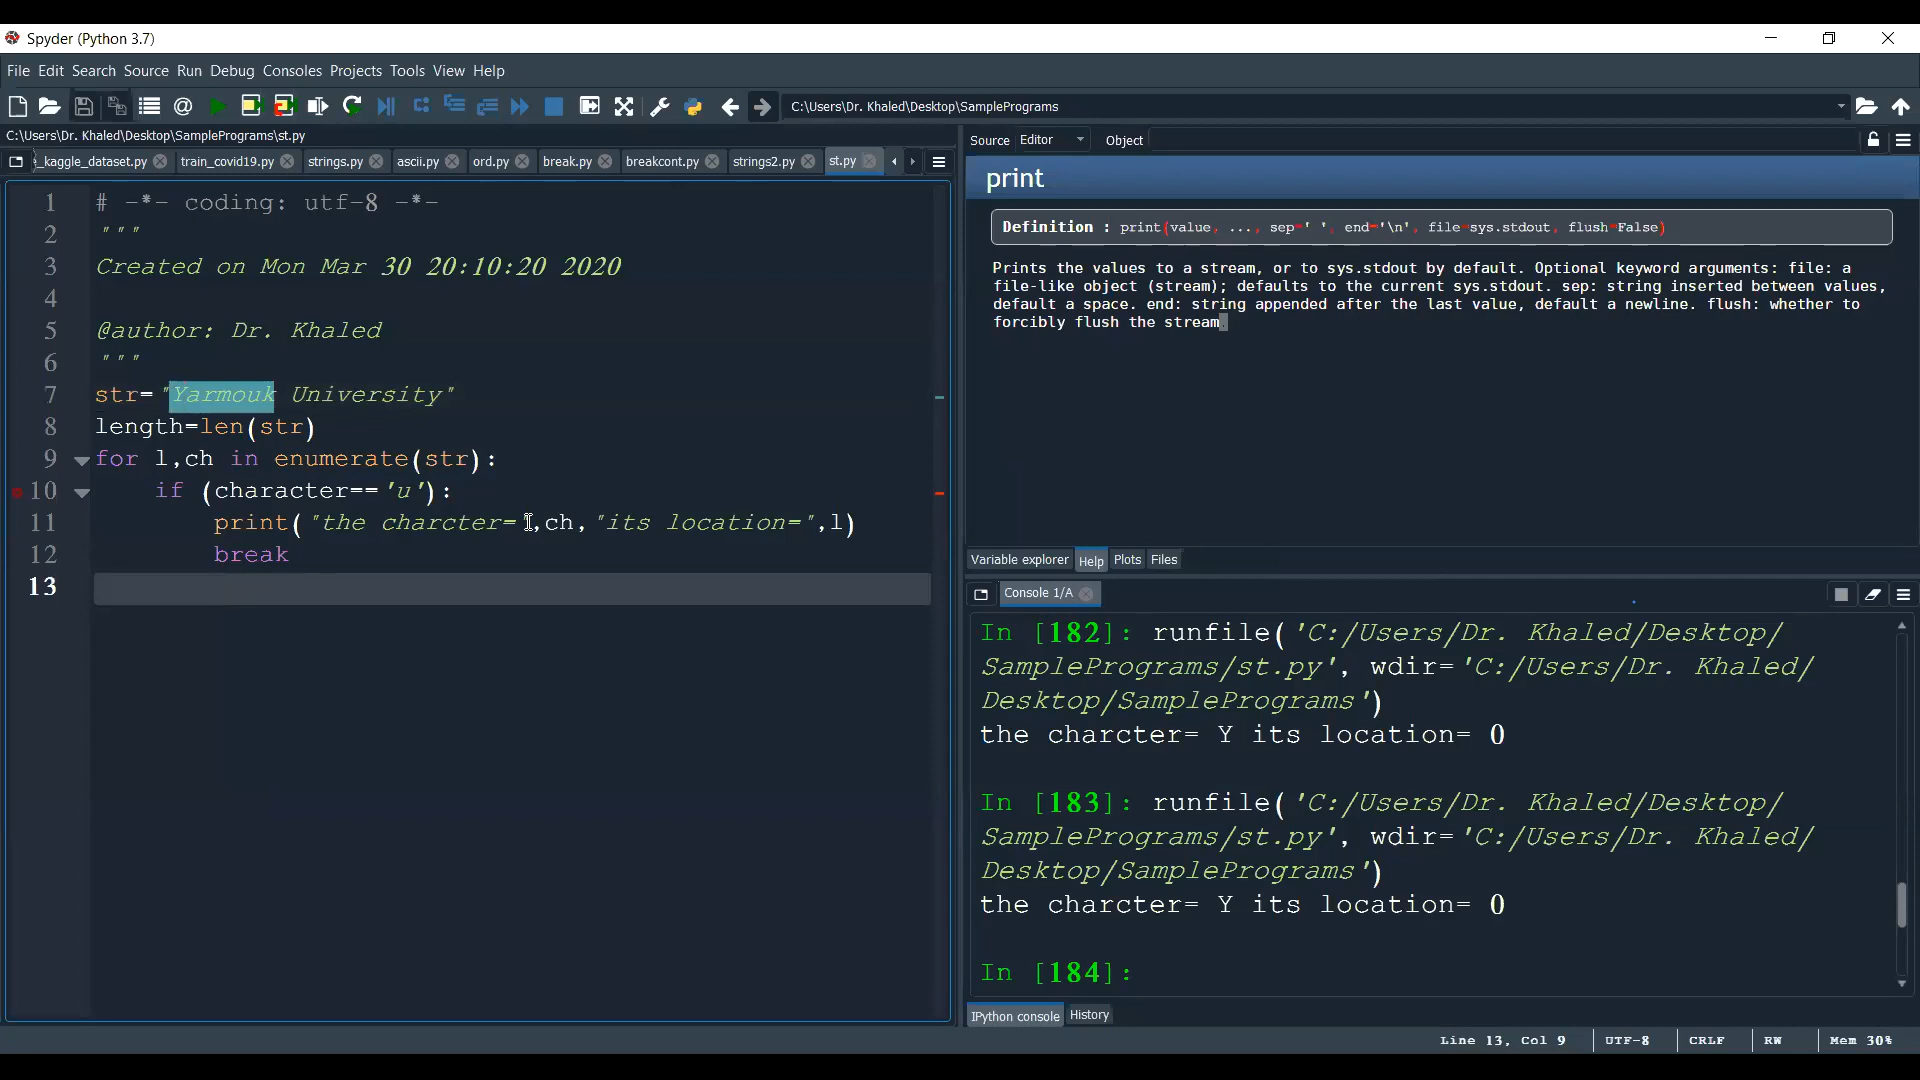 Spyder (Python 3.7)
File Edit Search Source Run Debug Consoles Projects Tools View Help
C:\Users\Dr. Khaled\Desktop\SamplePrograms
C:\Users\Dr. Khaled\Desktop\SamplePrograms\st.py
_kaggle_dataset.py train_covid19.py strings.py ascii.py ord.py break.py breakcont.py strings2.py st.py
1 # -*- coding: utf-8 -*-
2 """
3 Created on Mon Mar 30 20:10:20 2020
4
5 @author: Dr. Khaled
6 """
7 str="Yarmouk University"
8 length=len(str)
9 for l,ch in enumerate(str):
10 if (character=='u'):
11 print("the charcter=",ch,"its location=",l)
12 break
13
Source Editor Object
print
Definition : print(value, ..., sep=' ', end='\n', file=sys.stdout, flush=False)
Prints the values to a stream, or to sys.stdout by default. Optional keyword arguments: file: a
file-like object (stream); defaults to the current sys.stdout. sep: string inserted between values,
default a space. end: string appended after the last value, default a newline. flush: whether to
forcibly flush the stream.
Variable explorer Help Plots Files
Console 1/A
In [182]: runfile('C:/Users/Dr. Khaled/Desktop/
SamplePrograms/st.py', wdir='C:/Users/Dr. Khaled/
Desktop/SamplePrograms')
the charcter= Y its location= 0
In [183]: runfile('C:/Users/Dr. Khaled/Desktop/
SamplePrograms/st.py', wdir='C:/Users/Dr. Khaled/
Desktop/SamplePrograms')
the charcter= Y its location= 0
In [184]:
IPython console History
Line 13, Col 9 UTF-8 CRLF RW Mem 30%